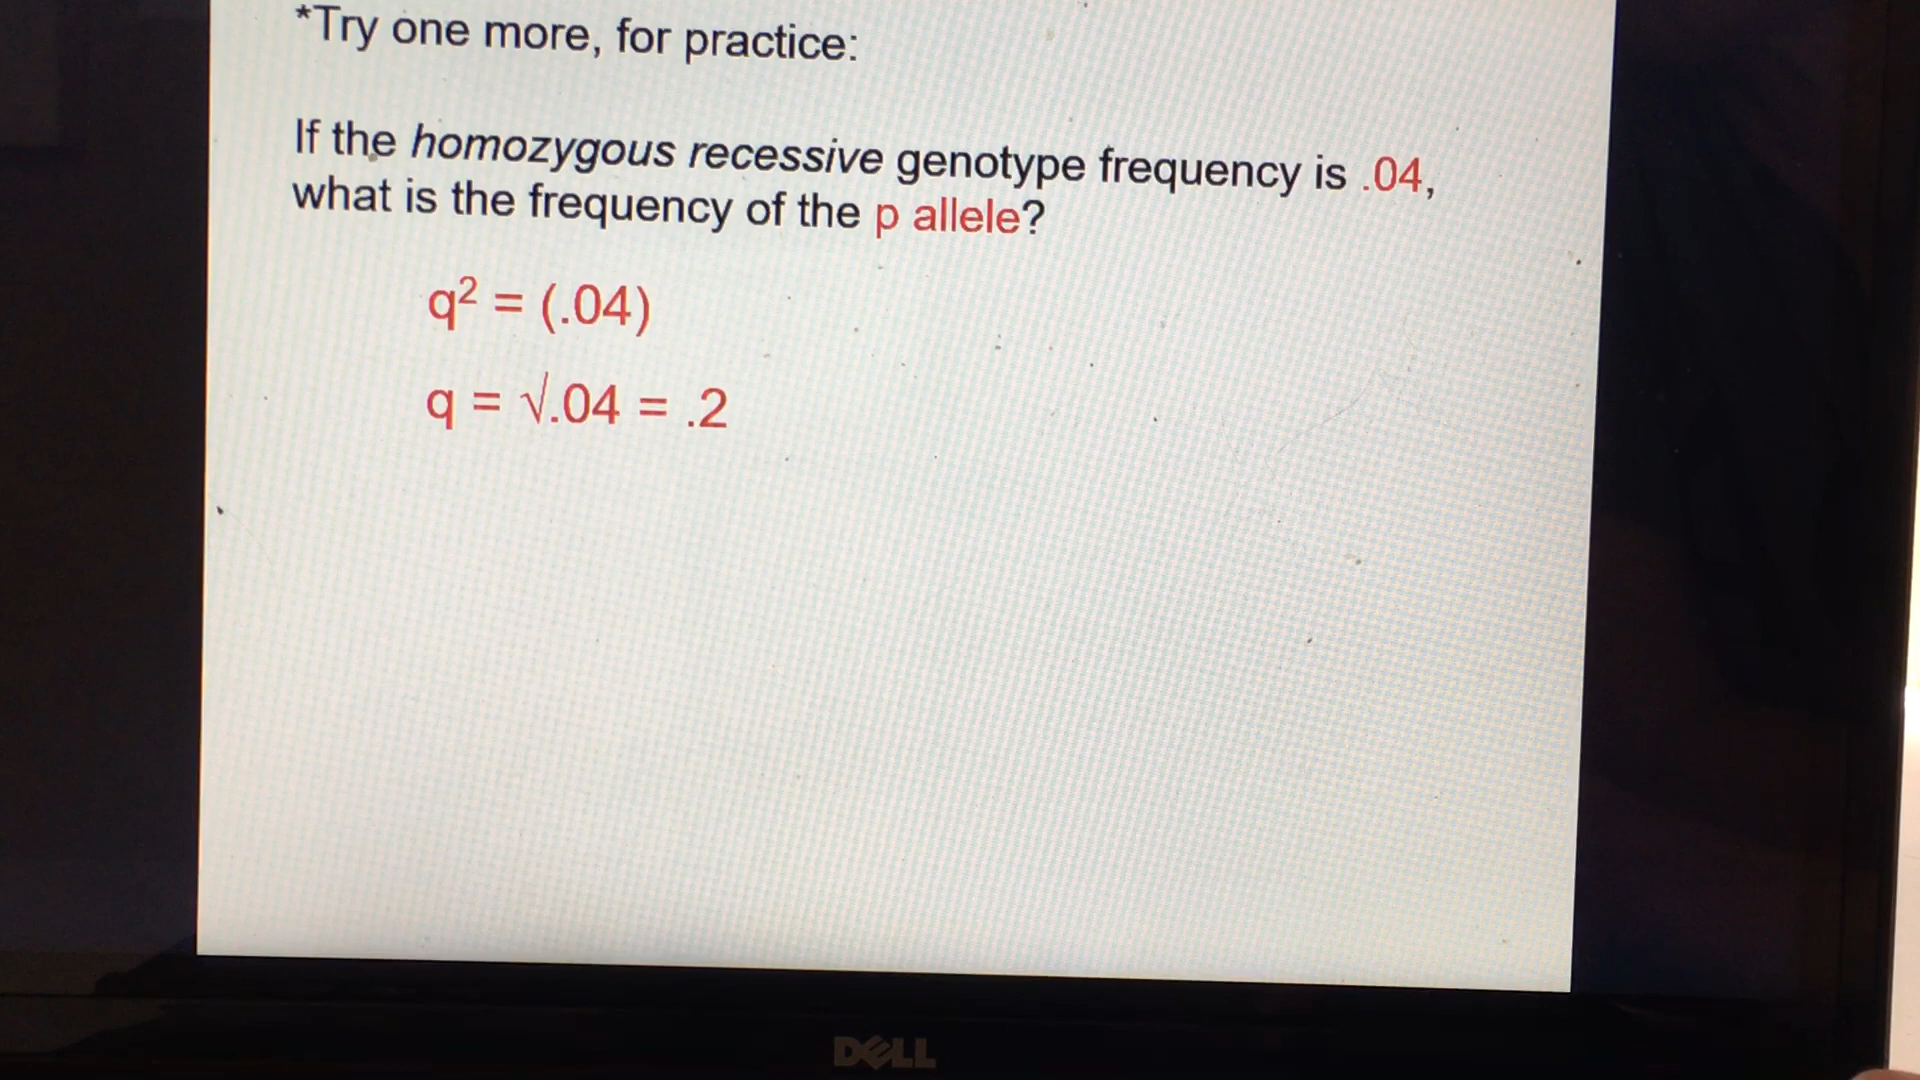 *Try one more, for practice:
If the homozygous recessive genotype frequency is .04,
what is the frequency of the p allele?
q² = (.04)
q = √.04 = .2
DELL